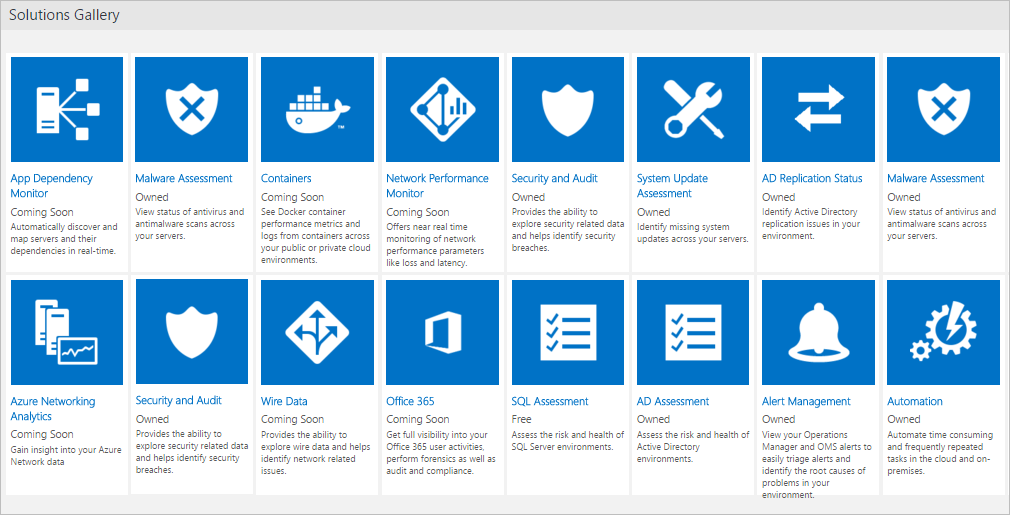 Solutions Gallery
App Dependency
Monitor
Coming Soon
Automatically discover and
map servers and their
dependencies in real-time.
Malware Assessment
Owned
View status of antivirus and
antimalware scans across
your servers.
TM
Containers
Coming Soon
See Docker container
performance metrics and
logs from containers across
your public or private cloud
environments.
Network Performance
Monitor
Coming Soon
Offers near real time
monitoring of network
performance parameters
like loss and latency.
Security and Audit
Owned
Provides the ability to
explore security related data
and helps identify security
breaches.
System Update
Assessment
Owned
Identify missing system
updates across your servers.
AD Replication Status
Owned
Identify Active Directory
replication issues in your
environment.
Malware Assessment
Owned
View status of antivirus and
antimalware scans across
your servers.
Azure Networking
Analytics
Coming Soon
Gain insight into your Azure
Network data
Security and Audit
Owned
Provides the ability to
explore security related data
and helps identify security
breaches.
Wire Data
Coming Soon
Provides the ability to
explore wire data and helps
identify network related
issues.
Office 365
Coming Soon
Get full visibility into your
Office 365 user activities,
perform forensics as well as
audit and compliance.
SQL Assessment
Free
Assess the risk and health of
SQL Server environments.
AD Assessment
Owned
Assess the risk and health of
Active Directory
environments.
Alert Management
Owned
View your Operations
Manager and OMS alerts to
easily triage alerts and
identify the root causes of
problems in your
environment.
Automation
Owned
Automate time consuming
and frequently repeated
tasks in the cloud and on-
premises.